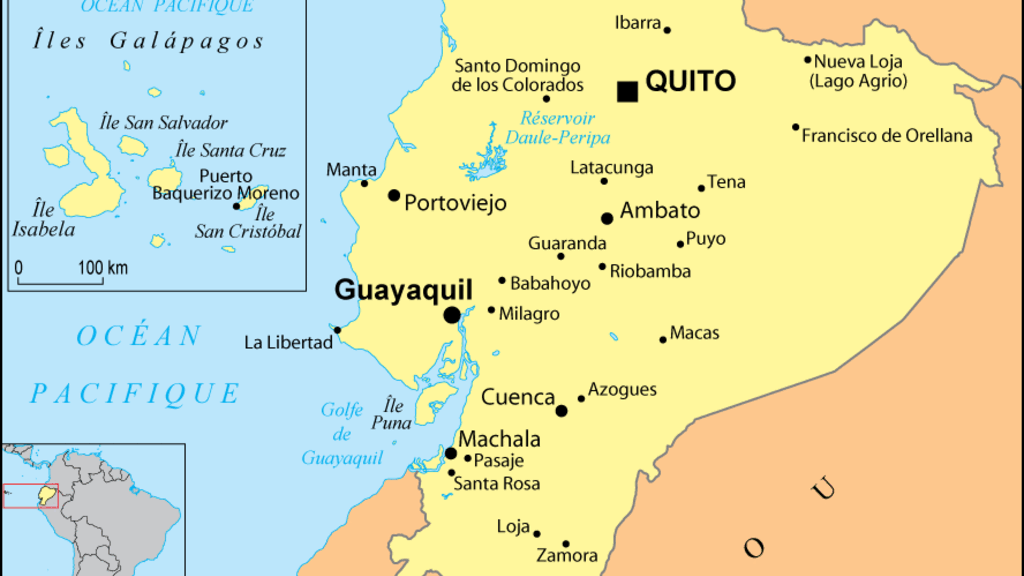 OCÉAN PACIFIQUE
Îles Galápagos
Île San Salvador
Île Santa Cruz
Puerto
Baquerizo Moreno
Île
Isabela
Île
San Cristóbal
0 100 km
Ibarra
Santo Domingo
de los Colorados
QUITO
Nueva Loja
(Lago Agrio)
Réservoir
Daule-Peripa
Francisco de Orellana
Manta
Latacunga
Tena
Portoviejo
Ambato
Guaranda
Puyo
Riobamba
Babahoyo
Guayaquil
Milagro
La Libertad
Macas
OCÉAN
PACIFIQUE
Azogues
Cuenca
Île
Puna
Golfe
de
Guayaquil
Machala
Pasaje
Santa Rosa
Loja
Zamora
U
O